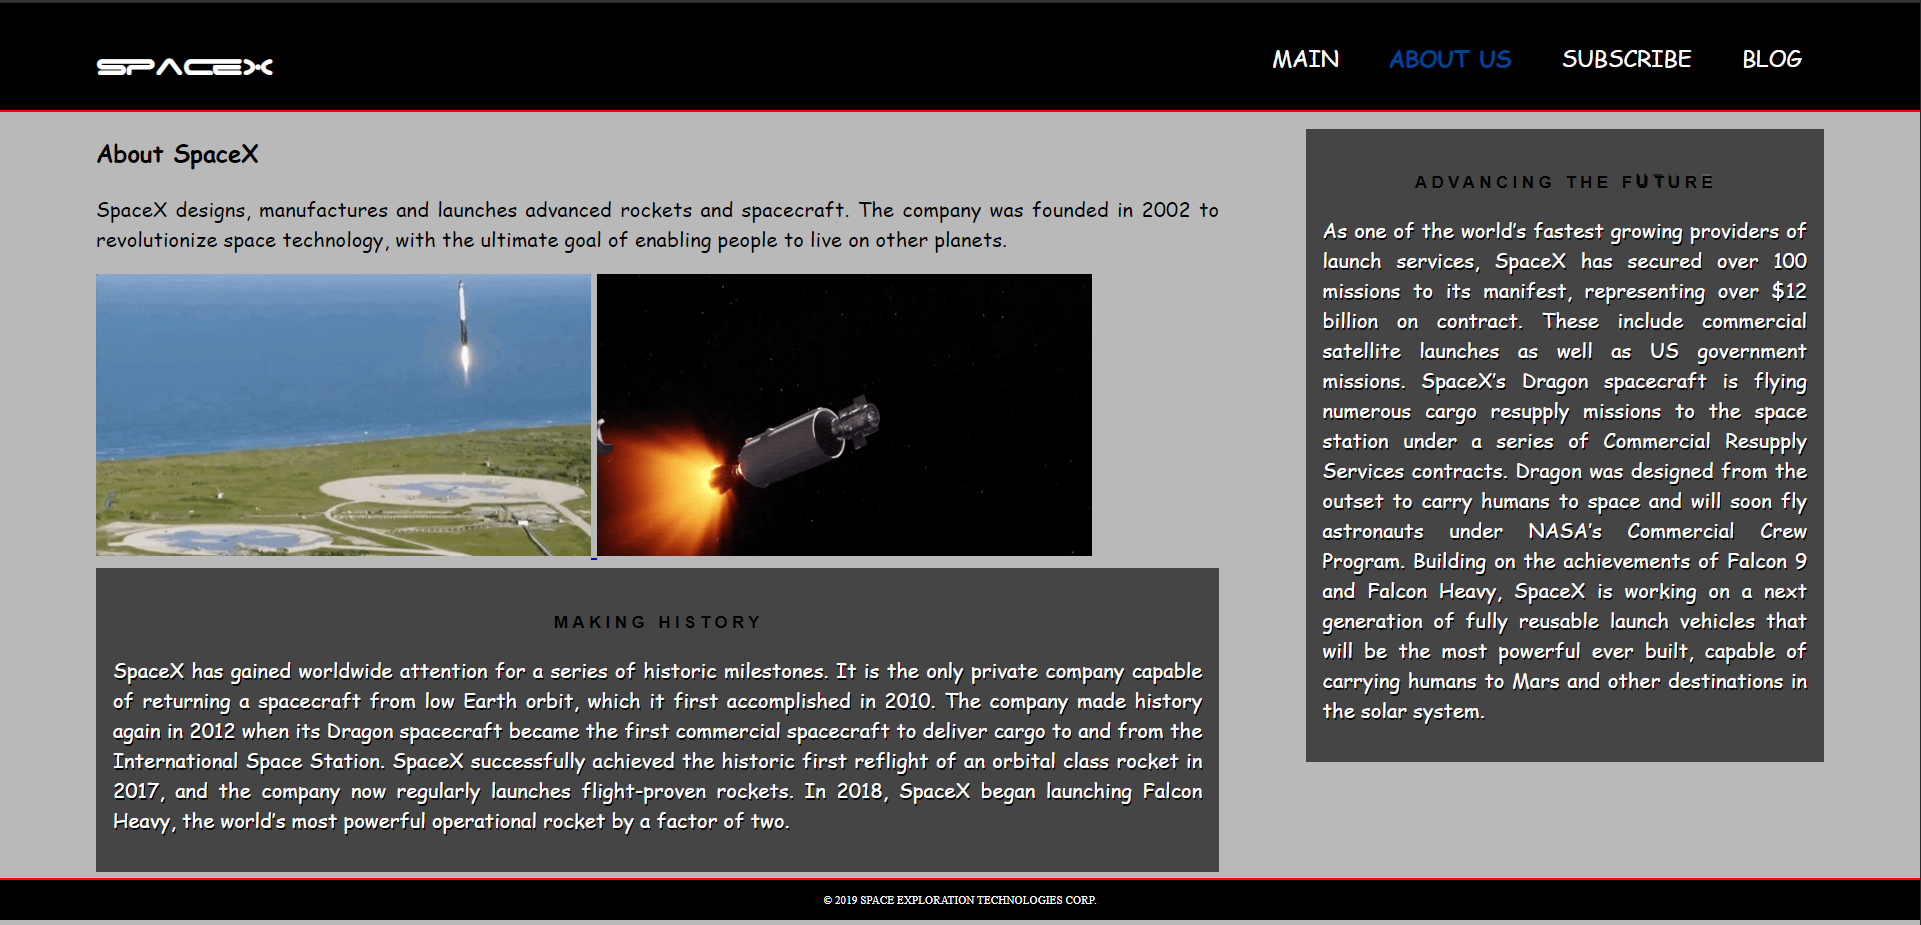 SPACEX
MAIN ABOUT US SUBSCRIBE BLOG
About SpaceX
SpaceX designs, manufactures and launches advanced rockets and spacecraft. The company was founded in 2002 to
revolutionize space technology, with the ultimate goal of enabling people to live on other planets.
MAKING HISTORY
SpaceX has gained worldwide attention for a series of historic milestones. It is the only private company capable
of returning a spacecraft from low Earth orbit, which it first accomplished in 2010. The company made history
again in 2012 when its Dragon spacecraft became the first commercial spacecraft to deliver cargo to and from the
International Space Station. SpaceX successfully achieved the historic first reflight of an orbital class rocket in
2017, and the company now regularly launches flight-proven rockets. In 2018, SpaceX began launching Falcon
Heavy, the world's most powerful operational rocket by a factor of two.
ADVANCING THE FUTURE
As one of the world's fastest growing providers of
launch services, SpaceX has secured over 100
missions to its manifest, representing over $12
billion on contract. These include commercial
satellite launches as well as US government
missions. SpaceX's Dragon spacecraft is flying
numerous cargo resupply missions to the space
station under a series of Commercial Resupply
Services contracts. Dragon was designed from the
outset to carry humans to space and will soon fly
astronauts under NASA's Commercial Crew
Program. Building on the achievements of Falcon 9
and Falcon Heavy, SpaceX is working on a next
generation of fully reusable launch vehicles that
will be the most powerful ever built, capable of
carrying humans to Mars and other destinations in
the solar system.
© 2019 SPACE EXPLORATION TECHNOLOGIES CORP.